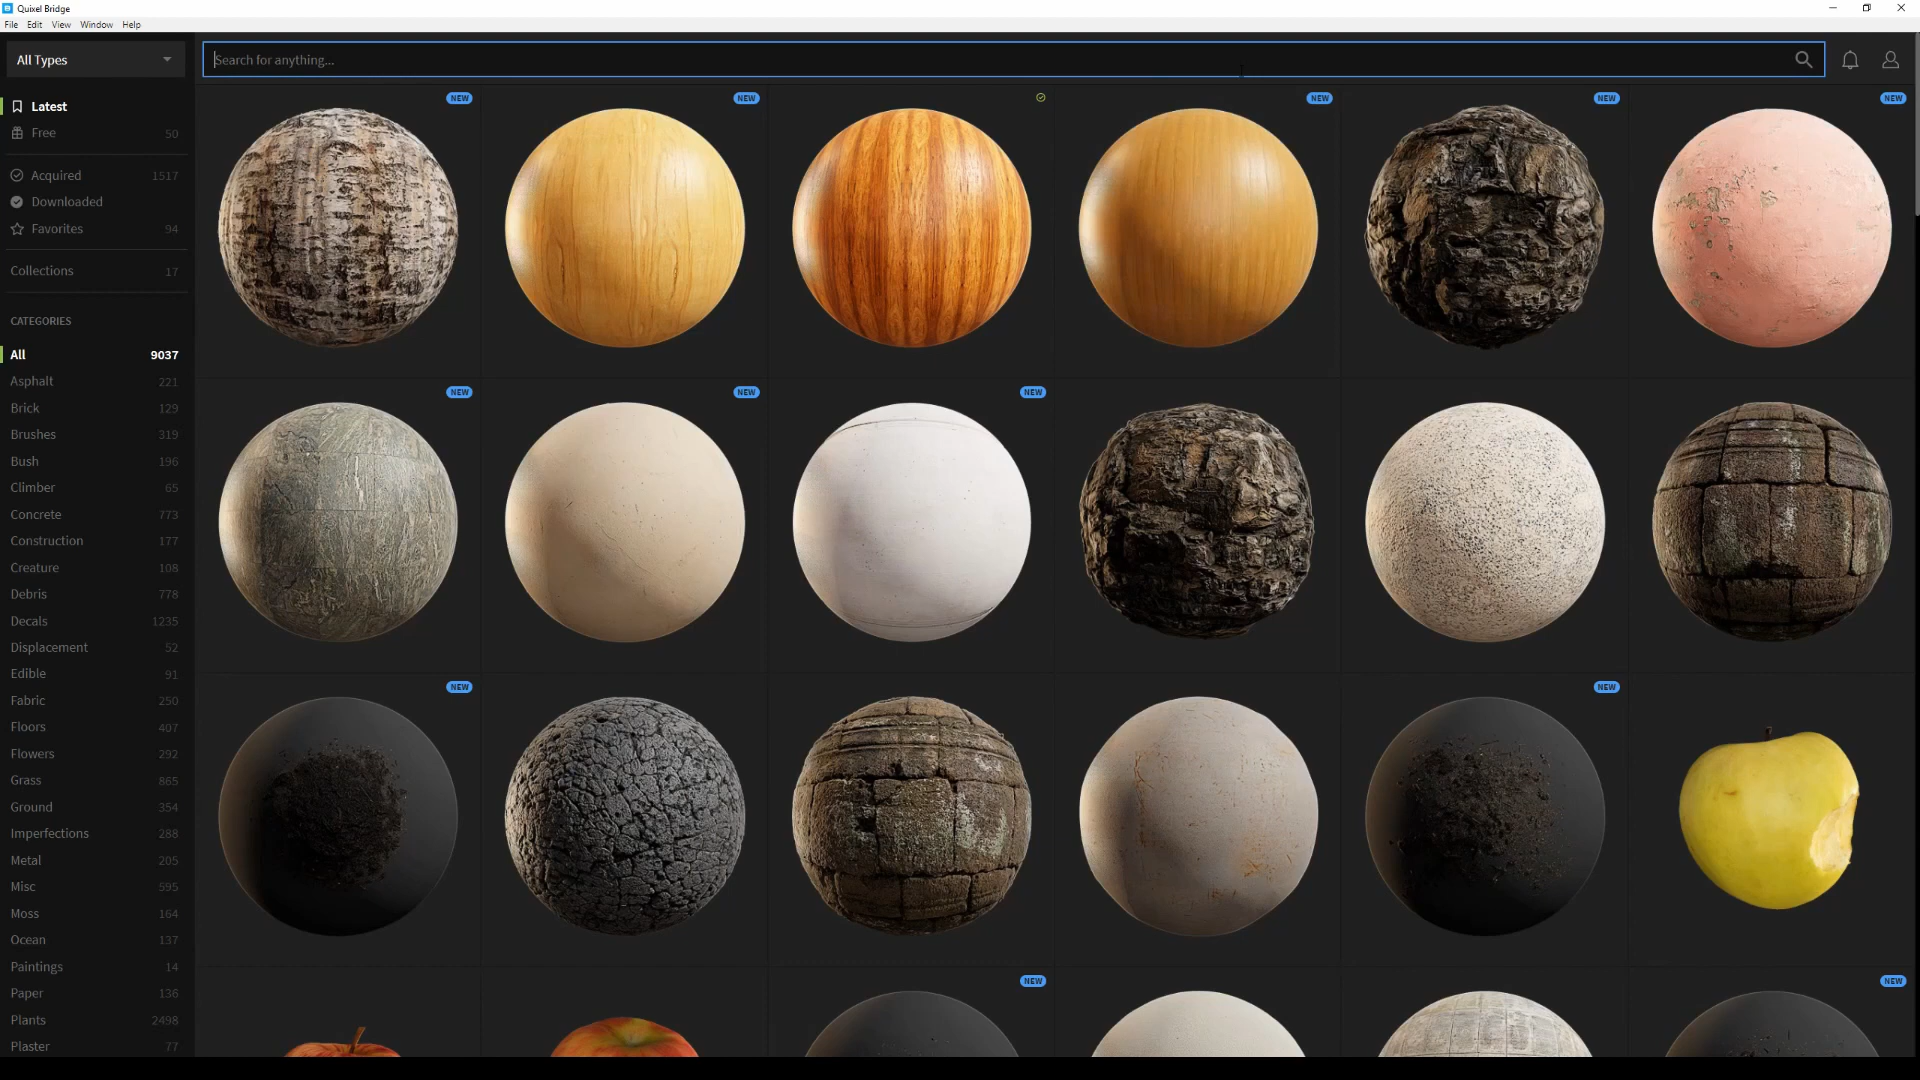 Quixel Bridge
File Edit View Window Help
All Types
Search for anything...
Latest
Free 50
Acquired 1517
Downloaded
Favorites 94
Collections 17
CATEGORIES
All 9037
Asphalt 221
Brick 129
Brushes 319
Bush 196
Climber 65
Concrete 773
Construction 177
Creature 108
Debris 778
Decals 1235
Displacement 52
Edible 91
Fabric 250
Floors 407
Flowers 292
Grass 865
Ground 354
Imperfections 288
Metal 205
Misc 595
Moss 164
Ocean 137
Paintings 14
Paper 136
Plants 2498
Plaster 77
NEW NEW NEW NEW NEW
NEW NEW NEW
NEW NEW
NEW NEW